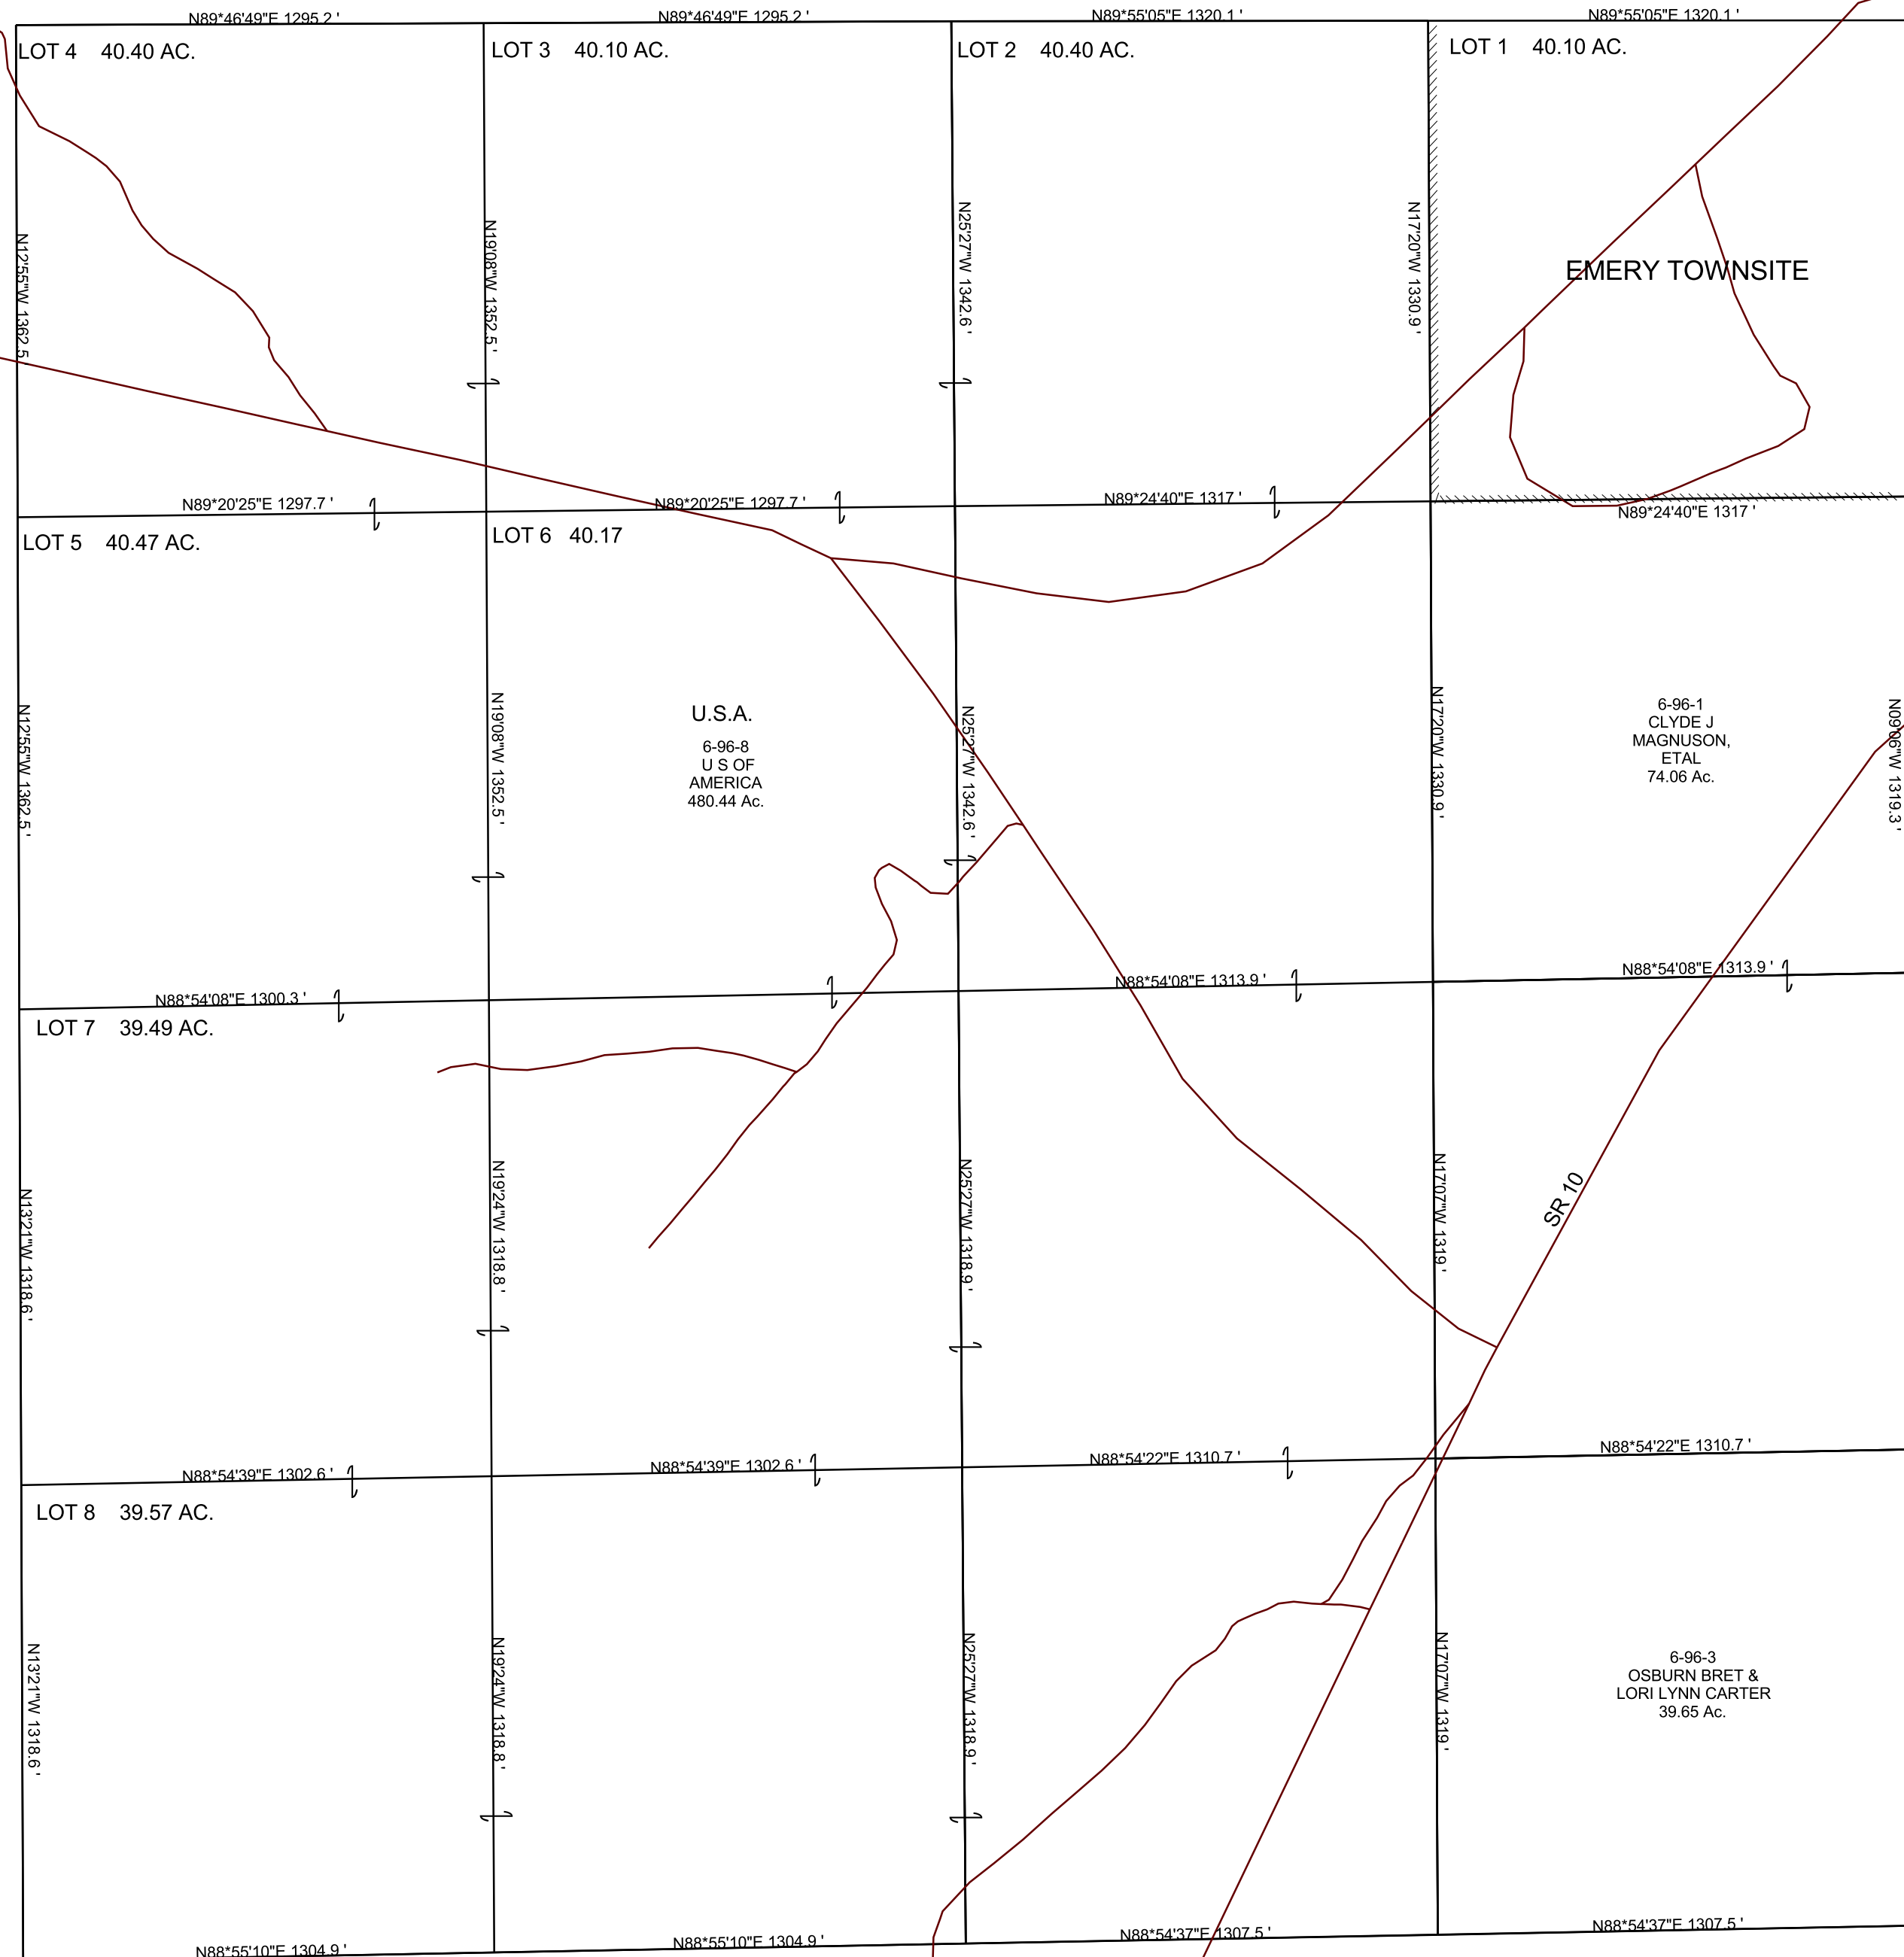 N89*46'49"E 1295.2 '
N89*46'49"E 1295.2 '
N89*55'05"E 1320.1 '
N89*55'05"E 1320.1 '
LOT 4 40.40 AC.
LOT 3 40.10 AC.
LOT 2 40.40 AC.
LOT 1 40.10 AC.
N12'55"W 1362.5 '
N19'08"W 1352.5 '
N25'27"W 1342.6 '
N17'20"W 1330.9 '
EMERY TOWNSITE
N89*20'25"E 1297.7 '
N89*20'25"E 1297.7 '
N89*24'40"E 1317 '
N89*24'40"E 1317 '
LOT 5 40.47 AC.
LOT 6 40.17
N12'55"W 1362.5 '
N19'08"W 1352.5 '
U.S.A.
6-96-8
U S OF
AMERICA
480.44 Ac.
N25'27"W 1342.6 '
N17'20"W 1330.9 '
6-96-1
CLYDE J
MAGNUSON,
ETAL
74.06 Ac.
N09'06"W 1319.3 '
N88*54'08"E 1300.3 '
N88*54'08"E 1313.9 '
N88*54'08"E 1313.9 '
LOT 7 39.49 AC.
N13'21"W 1318.6 '
N19'24"W 1318.8 '
N25'27"W 1318.9 '
N17'07"W 1319 '
SR 10
N88*54'39"E 1302.6 '
N88*54'39"E 1302.6 '
N88*54'22"E 1310.7 '
N88*54'22"E 1310.7 '
LOT 8 39.57 AC.
N13'21"W 1318.6 '
N19'24"W 1318.8 '
N25'27"W 1318.9 '
N17'07"W 1319 '
6-96-3
OSBURN BRET &
LORI LYNN CARTER
39.65 Ac.
N88*55'10"E 1304.9 '
N88*55'10"E 1304.9 '
N88*54'37"E 1307.5 '
N88*54'37"E 1307.5 '